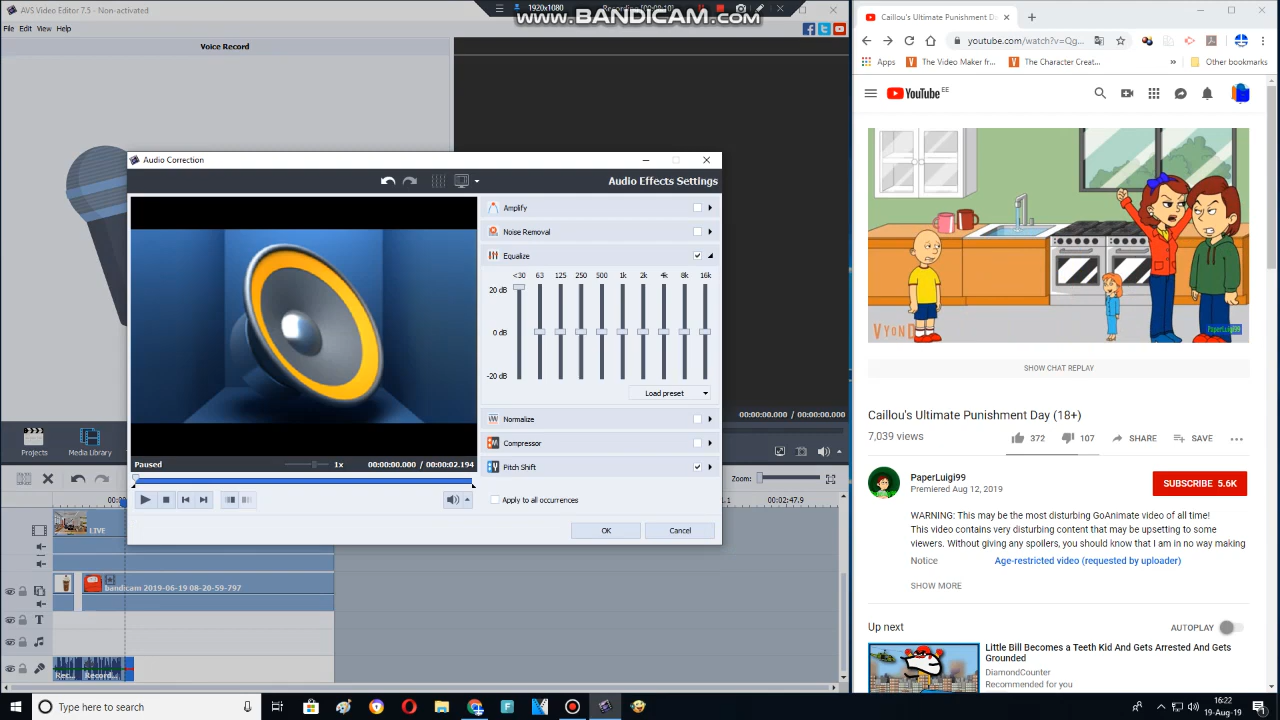 AVS Video Editor 7.5 - Non-activated
1920x1080
Recording [00:08:10]
www.BANDICAM.com
File Edit View Help
Voice Record
Projects
Media Library
00:00:00.000 / 00:00:00.000
Zoom:
00:02:47.9
LIVE
bandicam 2019-06-19 08-20-59-797
T
Rec...
Record...
Audio Correction
Audio Effects Settings
Amplify
Noise Removal
Equalize
<30 63 125 250 500 1k 2k 4k 8k 16k
20 dB
0 dB
-20 dB
Load preset
Normalize
Compressor
Pitch Shift
Apply to all occurrences
OK Cancel
Paused 1x 00:00:00.000 / 00:00:02.194
Caillou's Ultimate Punishment D
youtube.com/watch?v=Qg...
Apps
The Video Maker fr...
The Character Creat...
»
Other bookmarks
YouTube EE
VYOND
PaperLuigi99
SHOW CHAT REPLAY
Caillou's Ultimate Punishment Day (18+)
7,039 views
372
107
SHARE
SAVE
PaperLuigi99
Premiered Aug 12, 2019
SUBSCRIBE 5.6K
WARNING: This may be the most disturbing GoAnimate video of all time!
This video contains very disturbing content that may be upsetting to some
viewers. Without giving any spoilers, you should know that I am in no way making
Notice Age-restricted video (requested by uploader)
SHOW MORE
Up next
AUTOPLAY
Little Bill Becomes a Teeth Kid And Gets Arrested And Gets
Grounded
DiamondCounter
Recommended for you
Type here to search
16:22
19-Aug-19